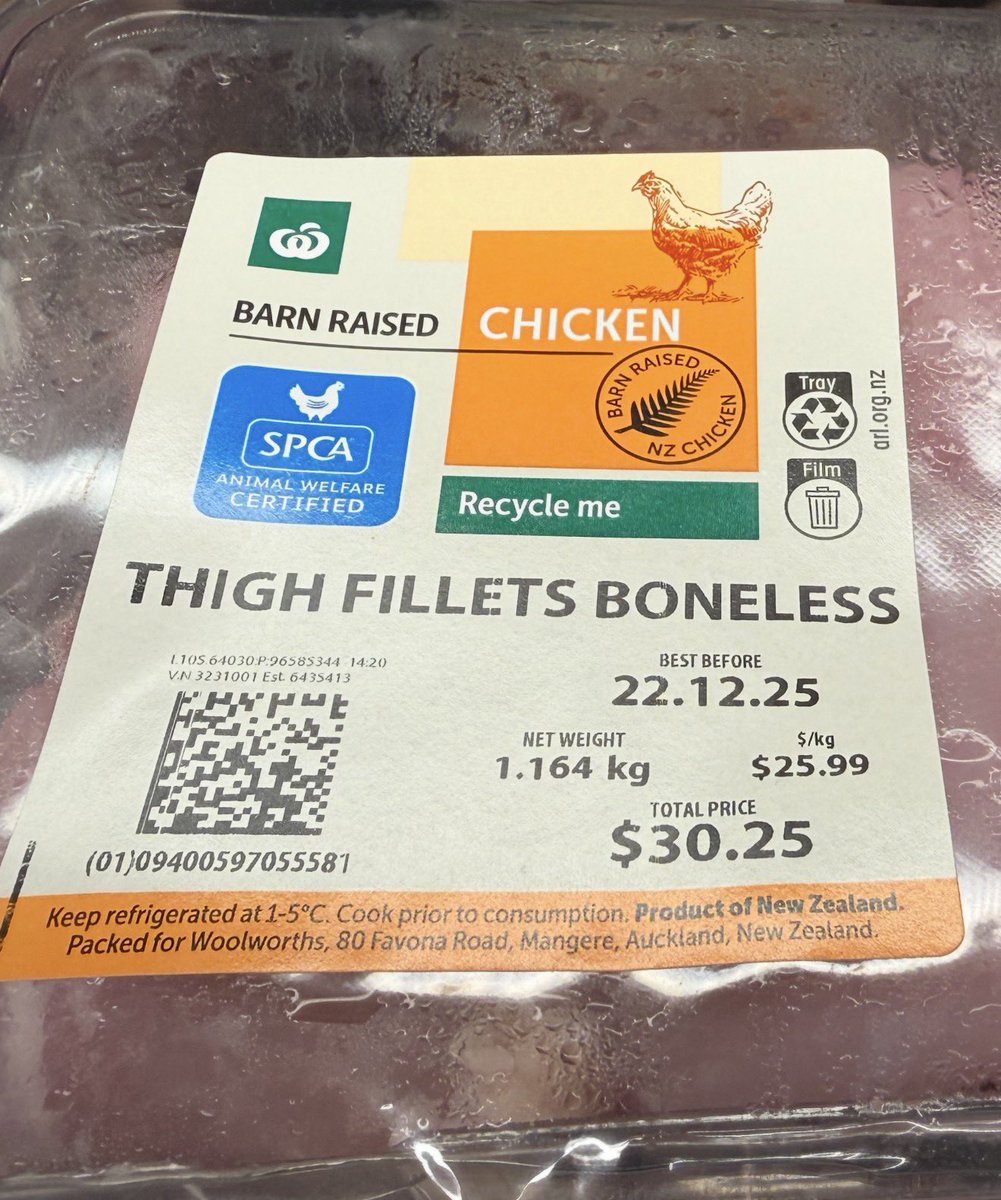 BARN RAISED CHICKEN
BARN RAISED
NZ CHICKEN
SPCA
ANIMAL WELFARE
CERTIFIED
Tray
Film
arl.org.nz
Recycle me
THIGH FILLETS BONELESS
L10S.64030:P:96585344 14:20
V.N 3231001 Est. 6435413
(01)09400597055581
BEST BEFORE
22.12.25
NET WEIGHT
1.164 kg
$/kg
$25.99
TOTAL PRICE
$30.25
Keep refrigerated at 1-5°C. Cook prior to consumption. Product of New Zealand.
Packed for Woolworths, 80 Favona Road, Mangere, Auckland, New Zealand.